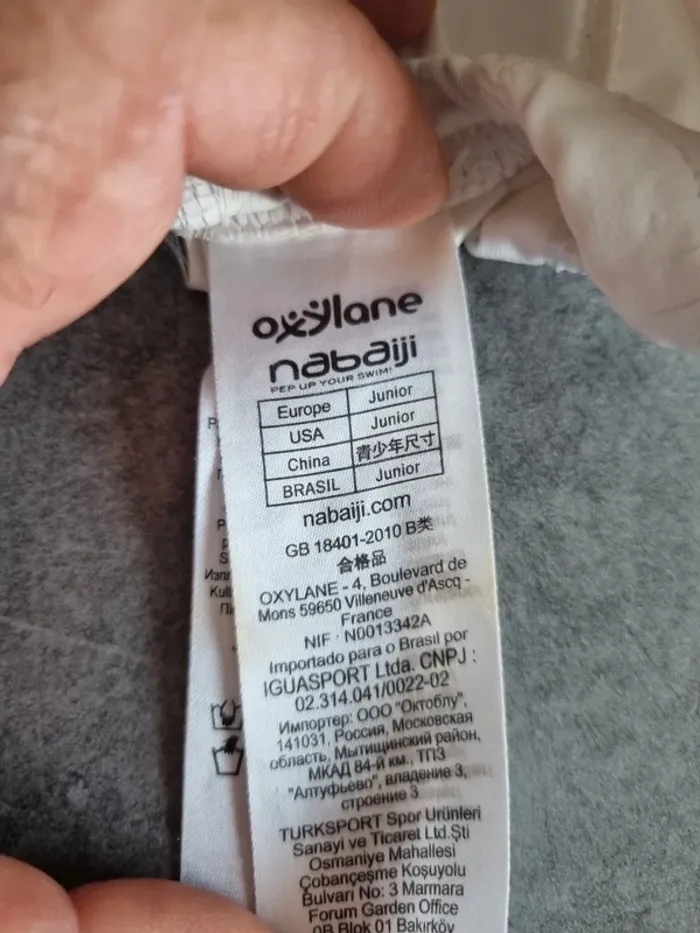 oxylane
nabaiji
PEP UP YOUR SWIM!
Europe Junior
USA Junior
China 青少年尺寸
BRASIL Junior
nabaiji.com
GB 18401-2010 B类
合格品
OXYLANE - 4, Boulevard de
Mons 59650 Villeneuve d'Ascq -
France
NIF · N0013342A
Importado para o Brasil por
IGUASPORT Ltda. CNPJ :
02.314.041/0022-02
Импортер: ООО "Октоблу",
141031, Россия, Московская
область, Мытищинский район,
МКАД 84-й км., ТПЗ
"Алтуфьево", владение 3,
строение 3
TURKSPORT Spor Urünleri
Sanayi ve Ticaret Ltd.Şti
Osmaniye Mahallesi
Çobançeşme Koşuyolu
Bulvarı No: 3 Marmara
Forum Garden Office
0B Blok 01 Bakırköy